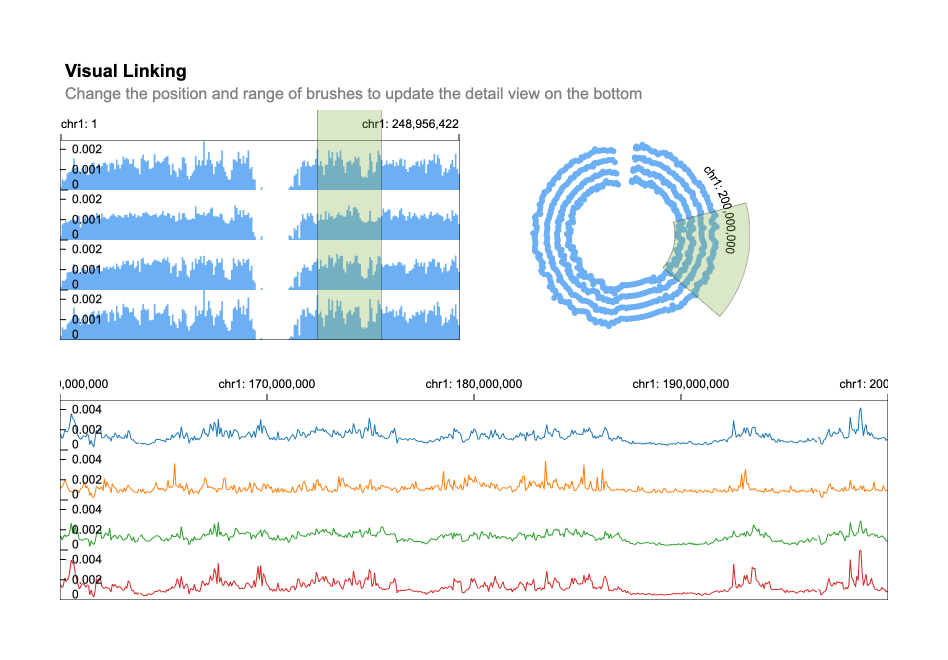 Visual Linking
Change the position and range of brushes to update the detail view on the bottom
chr1: 1
chr1: 248,956,422
0.002
0.001
0
0.002
0.001
0
0.002
0.001
0
0.002
0.001
0
chr1: 200,000,000
0,000,000
chr1: 170,000,000
chr1: 180,000,000
chr1: 190,000,000
chr1: 200
0.004
0.002
0
0.004
0.002
0
0.004
0.002
0
0.004
0.002
0